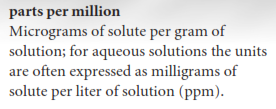 parts per million
Micrograms of solute per gram of
solution; for aqueous solutions the units
are often expressed as milligrams of
solute per liter of solution (ppm).